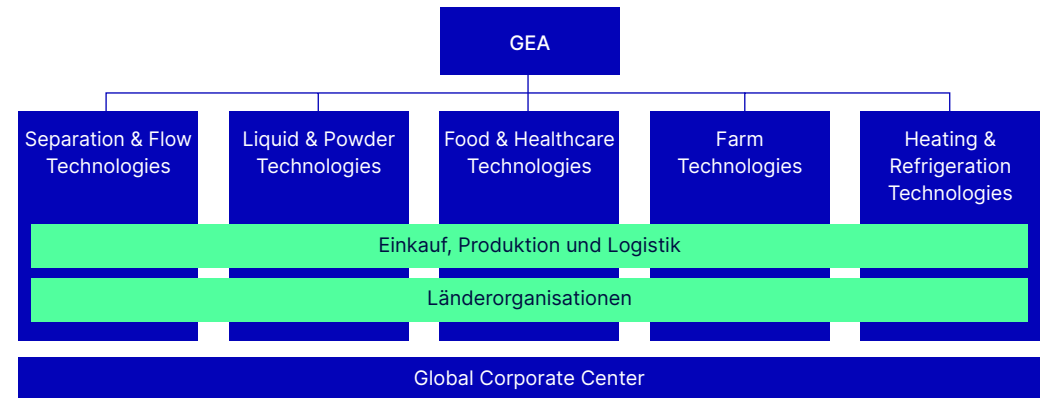 GEA
Separation & Flow
Technologies
Liquid & Powder
Technologies
Food & Healthcare
Technologies
Farm
Technologies
Heating &
Refrigeration
Technologies
Einkauf, Produktion und Logistik
Länderorganisationen
Global Corporate Center